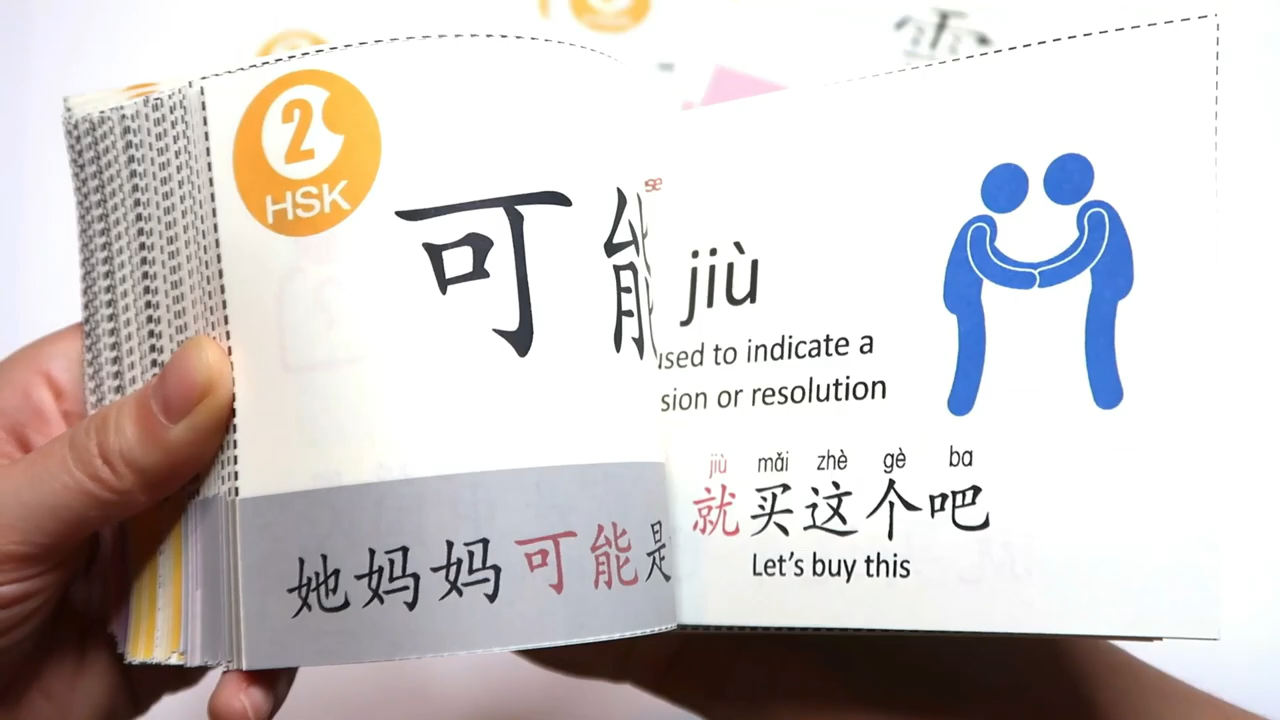 2
HSK
可能
她妈妈可能是
jiù
used to indicate a
sion or resolution
jiù mǎi zhè gè ba
就买这个吧
Let's buy this